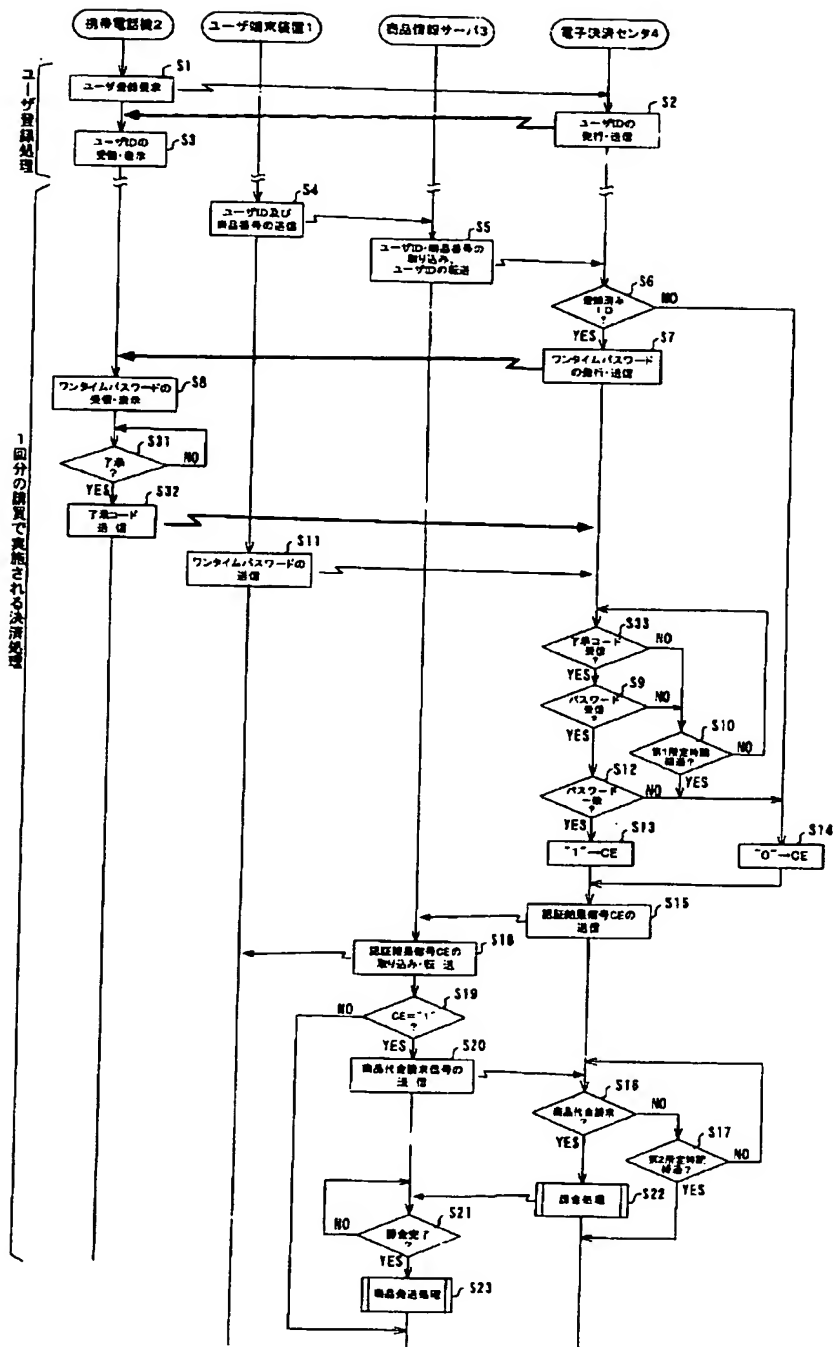 携帯電話機2
ユーザ端末装置1
商品情報サーバ3
電子決済センタ4
ユーザ登録処理
S1
ユーザ登録要求
S2
ユーザIDの
発行・送信
S3
ユーザIDの
受信・表示
1回分の購買で実施される決済処理
S4
ユーザID及び
商品番号の送信
S5
ユーザID・商品番号の
取り込み、
ユーザIDの転送
S6
登録済み
ID
?
NO
YES
S7
ワンタイムパスワード
の発行・送信
S8
ワンタイムパスワードの
受信・表示
S31
了承
?
NO
YES
S32
了承コード
送 信
S11
ワンタイムパスワードの
送信
S33
了承コード
受信
?
NO
YES
S9
パスワード
受信
?
NO
YES
S10
第1所定時間
経過?
NO
YES
S12
パスワード
一致
?
NO
YES
S13
"1"→CE
S14
"0"→CE
S15
認証結果信号CEの
送信
S18
認証結果信号CEの
取り込み・転 送
S19
CE="1"
?
NO
YES
S20
商品代金請求信号の
送 信
S16
商品代金請求
?
NO
YES
S17
第2所定時間
経過?
NO
YES
S22
課金処理
S21
課金完了
?
NO
YES
S23
商品発送処理